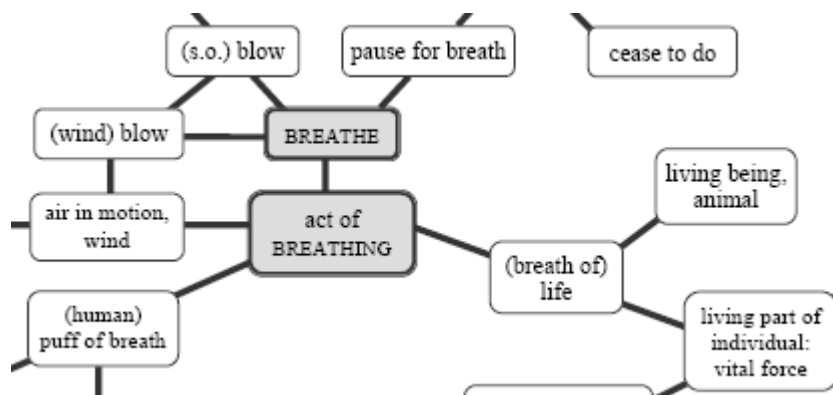 (s.o.) blow
pause for breath
cease to do
(wind) blow
BREATHE
living being,
animal
air in motion,
wind
act of
BREATHING
(breath of)
life
(human)
puff of breath
living part of
individual:
vital force